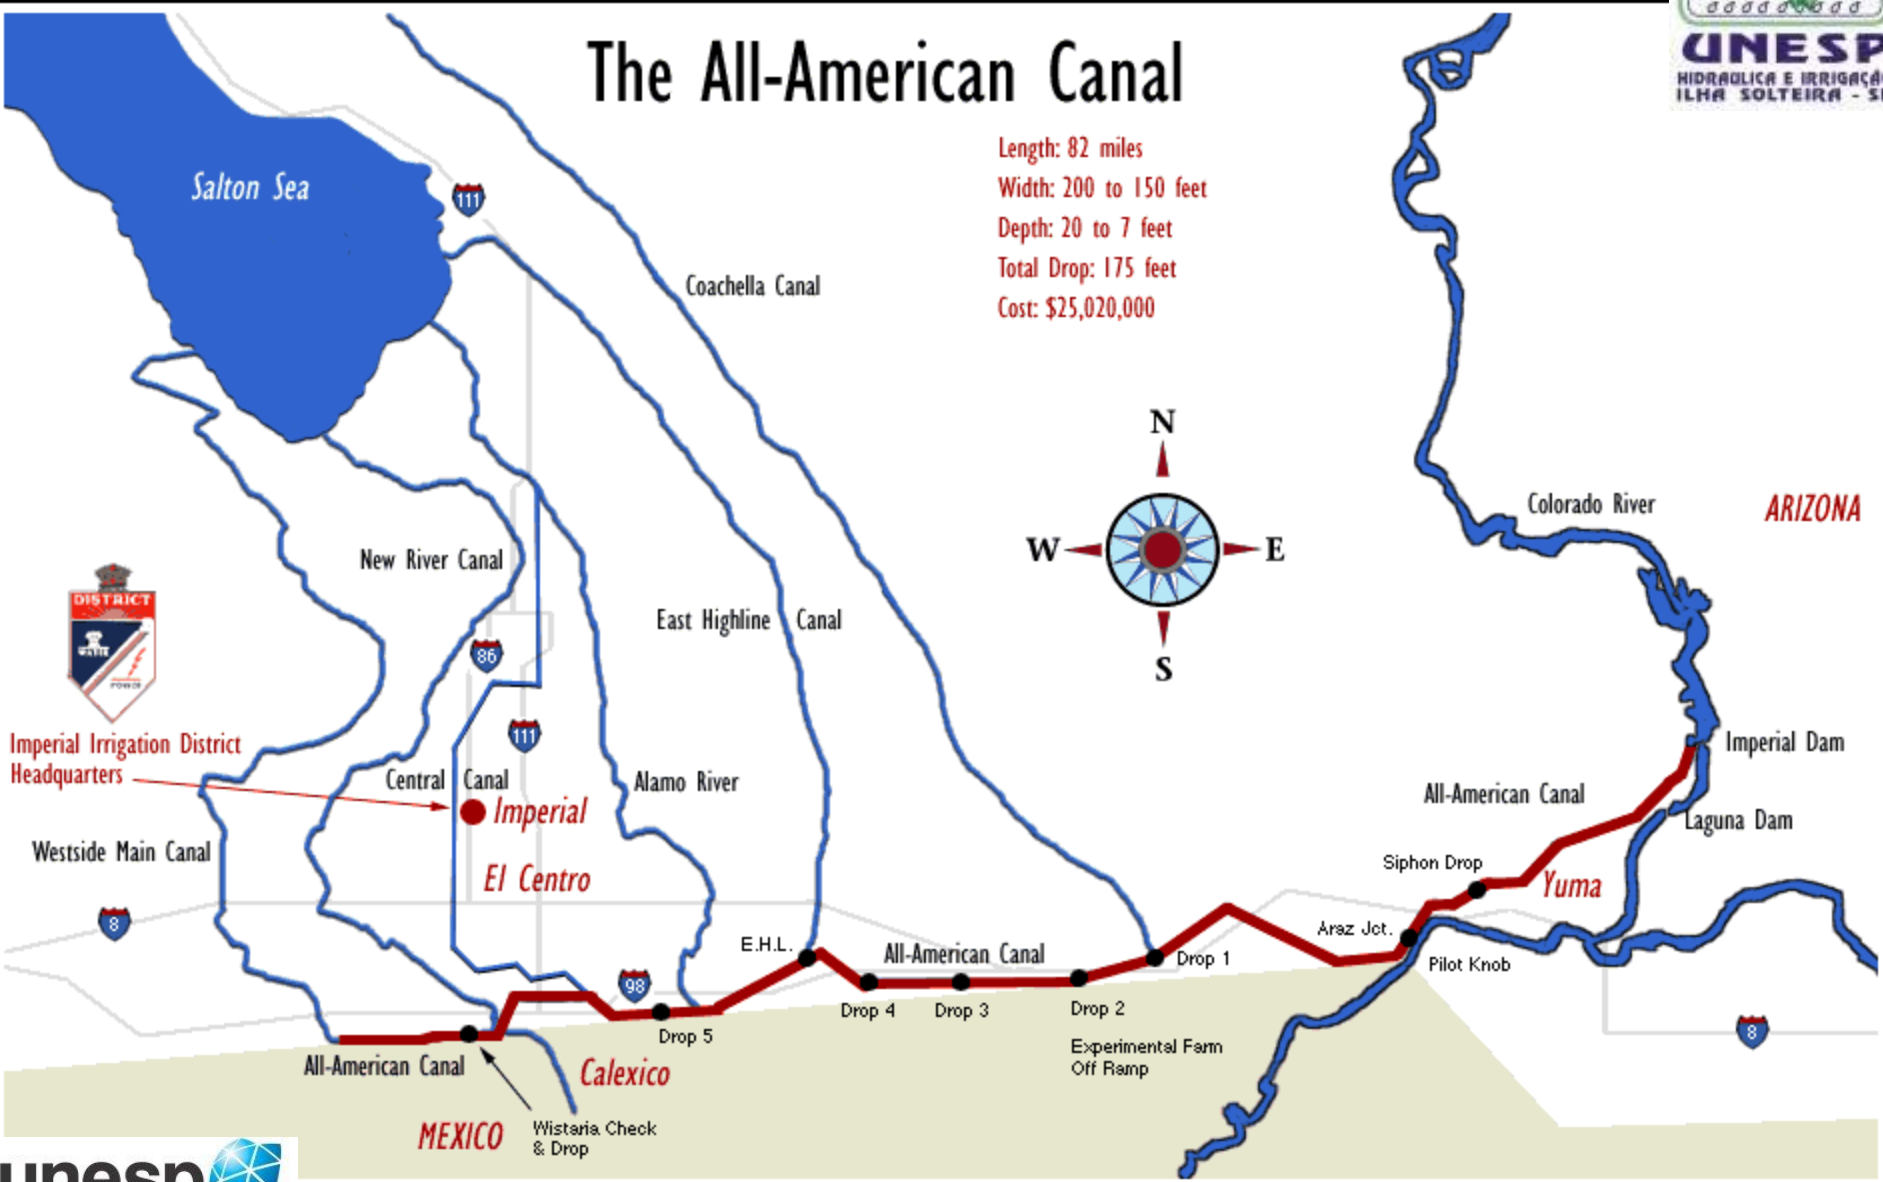 The All-American Canal
UNESP
HIDRAULICA E IRRIGAÇÃ
ILHA SOLTEIRA - S
Length: 82 miles
Width: 200 to 150 feet
Depth: 20 to 7 feet
Total Drop: 175 feet
Cost: $25,020,000
Salton Sea
111
Coachella Canal
N
W
E
S
Colorado River
ARIZONA
New River Canal
DISTRICT
WATER
POWER
East Highline Canal
86
111
Imperial Irrigation District
Headquarters
Central Canal
Imperial
Alamo River
Imperial Dam
All-American Canal
Laguna Dam
Westside Main Canal
El Centro
Siphon Drop
Yuma
8
E.H.L.
All-American Canal
Drop 1
Araz Jct.
Pilot Knob
98
Drop 5
Drop 4
Drop 3
Drop 2
8
Experimental Farm
Off Ramp
All-American Canal
Calexico
MEXICO
Wistaria Check
& Drop
unesp